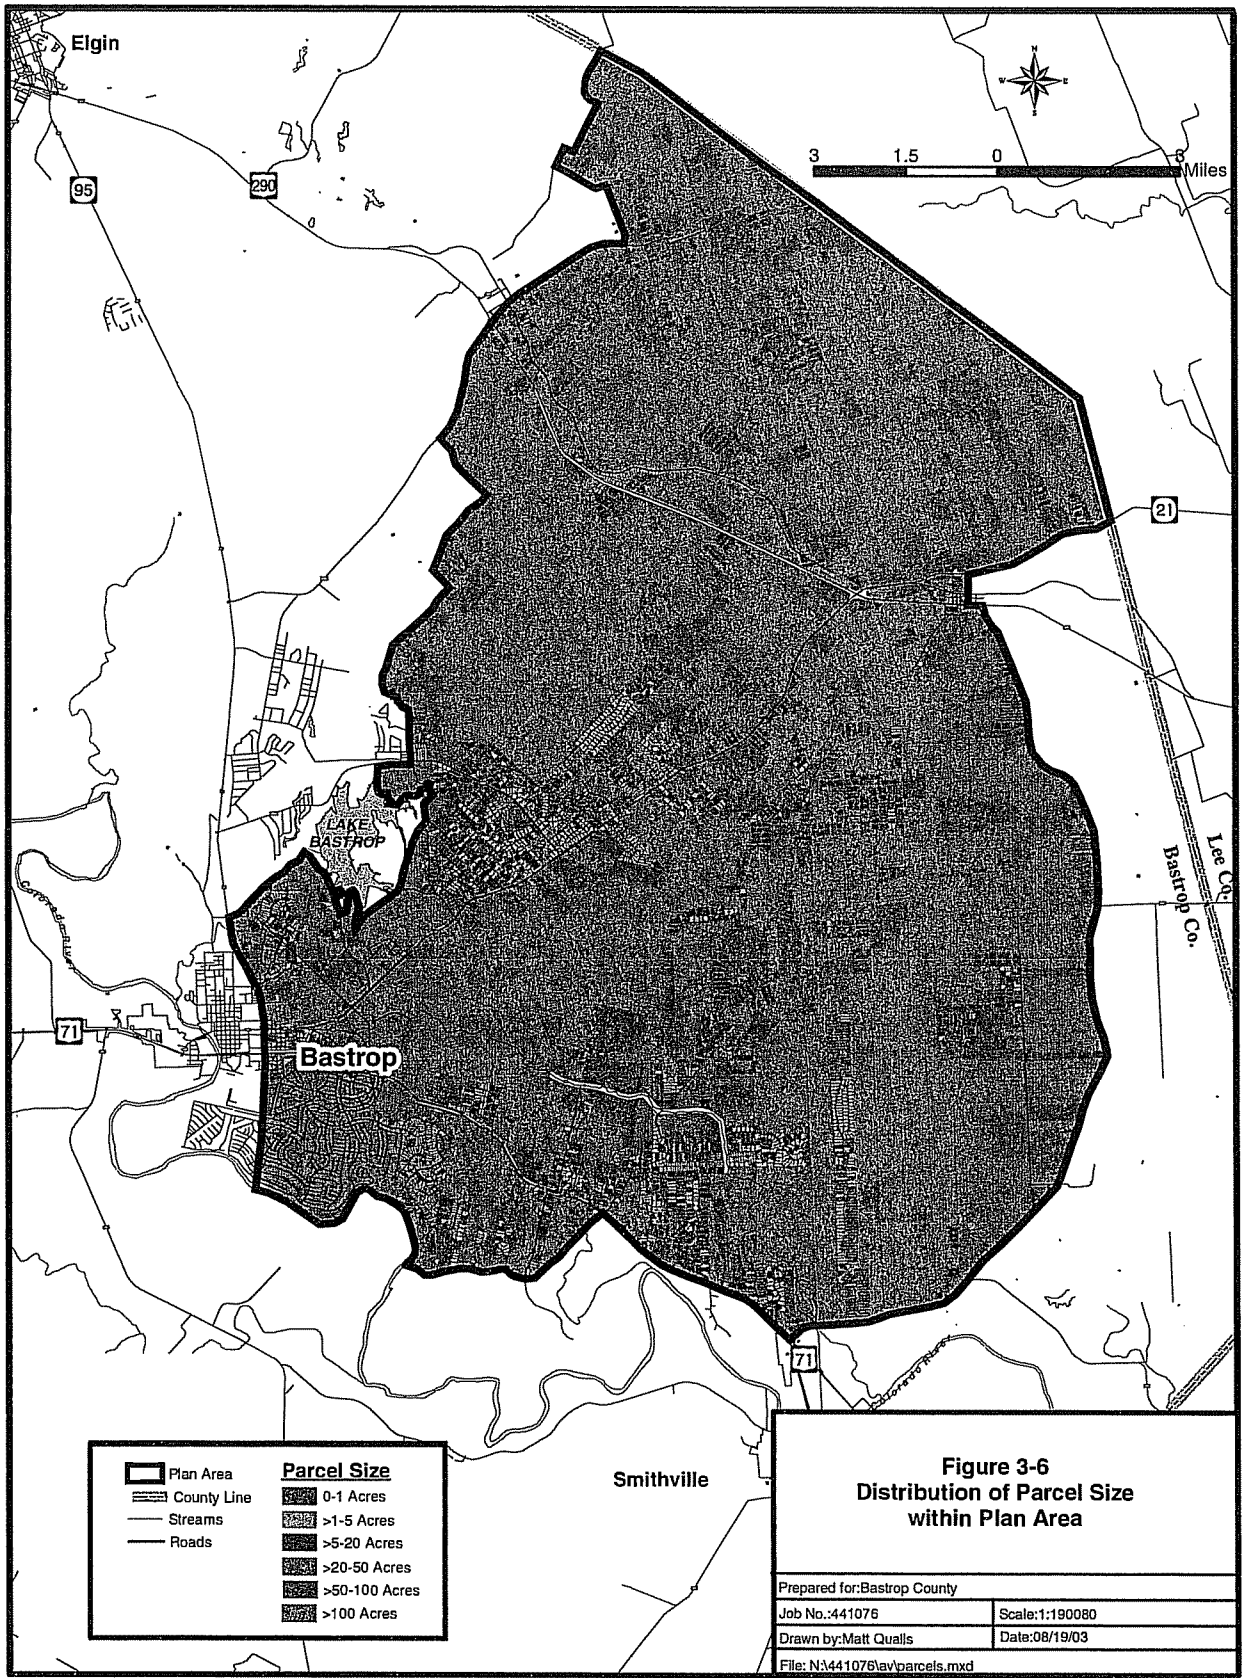 Elgin
N
W
E
S
3 1.5 0 3
Miles
95
290
21
LAKE
BASTROP
Lee Co.
Bastrop Co.
Colorado River
71
Bastrop
71
Colorado River
Smithville
Plan Area
County Line
Streams
Roads
Parcel Size
0-1 Acres
>1-5 Acres
>5-20 Acres
>20-50 Acres
>50-100 Acres
>100 Acres
Figure 3-6
Distribution of Parcel Size
within Plan Area
Prepared for:Bastrop County
Job No.:441076
Scale:1:190080
Drawn by:Matt Qualls
Date:08/19/03
File: N:\441076\av\parcels.mxd